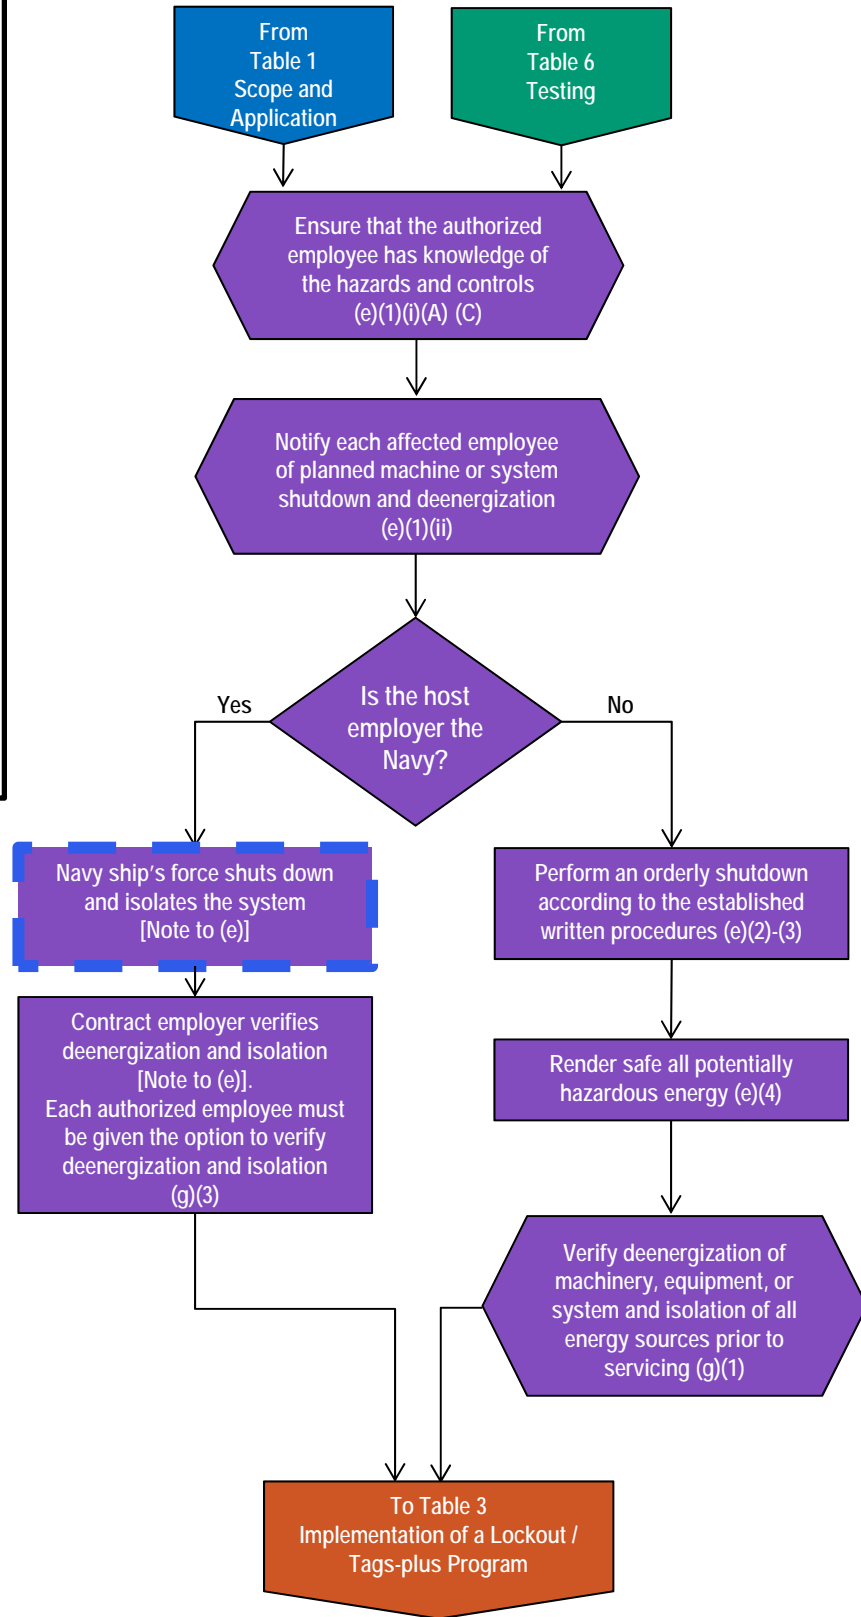 From
Table 1
Scope and
Application
From
Table 6
Testing
Ensure that the authorized
employee has knowledge of
the hazards and controls
(e)(1)(i)(A) (C)
Notify each affected employee
of planned machine or system
shutdown and deenergization
(e)(1)(ii)
Is the host
employer the
Navy?
Yes
No
Navy ship's force shuts down
and isolates the system
[Note to (e)]
Perform an orderly shutdown
according to the established
written procedures (e)(2)-(3)
Contract employer verifies
deenergization and isolation
[Note to (e)].
Each authorized employee must
be given the option to verify
deenergization and isolation
(g)(3)
Render safe all potentially
hazardous energy (e)(4)
Verify deenergization of
machinery, equipment, or
system and isolation of all
energy sources prior to
servicing (g)(1)
To Table 3
Implementation of a Lockout /
Tags-plus Program